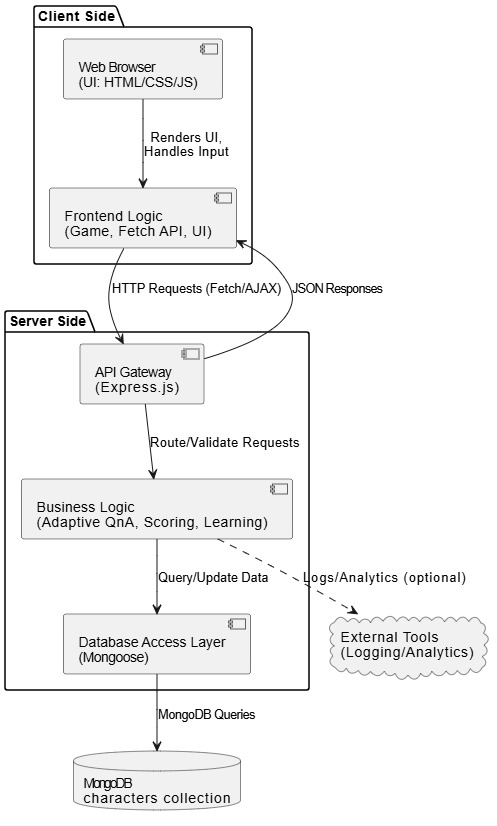 Client Side
Web Browser
(UI: HTML/CSS/JS)
Renders UI,
Handles Input
Frontend Logic
(Game, Fetch API, UI)
HTTP Requests (Fetch/AJAX)
JSON Responses
Server Side
API Gateway
(Express.js)
Route/Validate Requests
Business Logic
(Adaptive QnA, Scoring, Learning)
Query/Update Data
Logs/Analytics (optional)
Database Access Layer
(Mongoose)
External Tools
(Logging/Analytics)
MongoDB Queries
MongoDB
characters collection